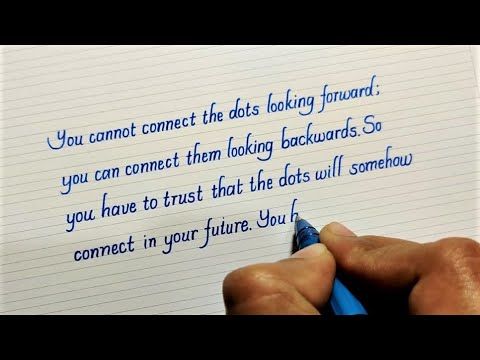 You cannot connect the dots looking forward;
you can connect them looking backwards. So
you have to trust that the dots will somehow
connect in your future. You h